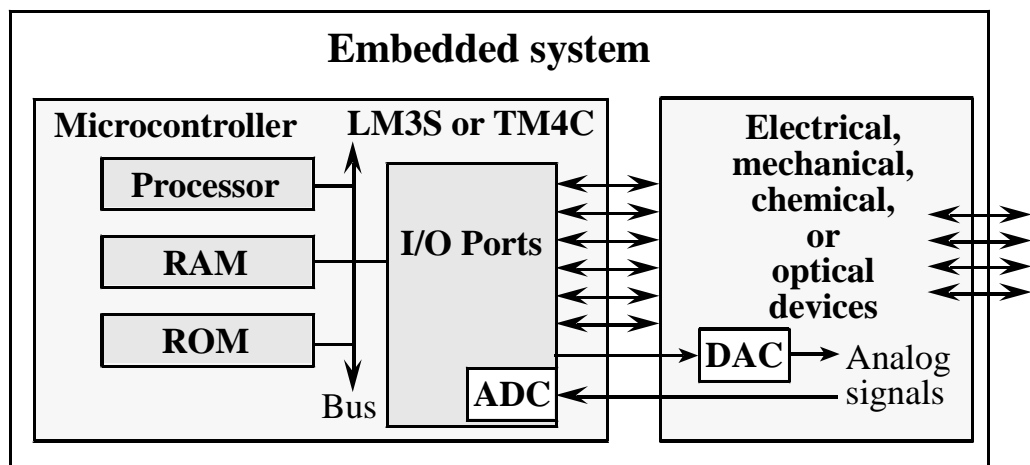 Embedded system
Microcontroller
LM3S or TM4C
Processor
RAM
ROM
Bus
I/O Ports
ADC
Electrical,
mechanical,
chemical,
or
optical
devices
DAC
Analog
signals